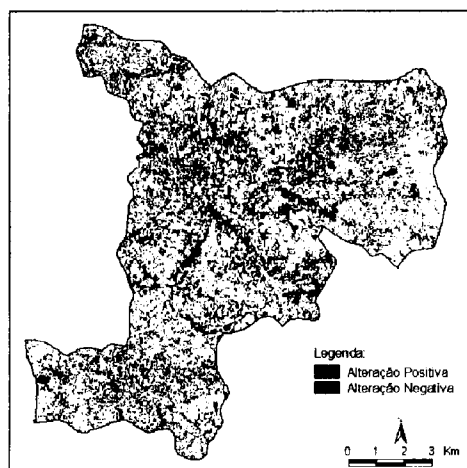 Legenda:
Alteração Positiva
Alteração Negativa
0 1 2 3 Km